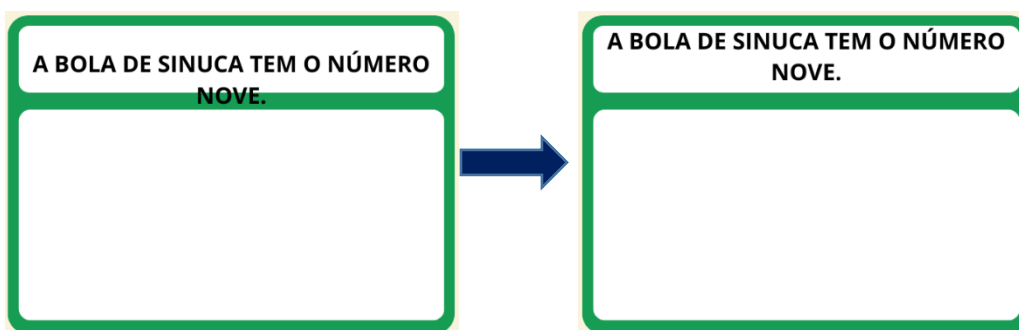 A BOLA DE SINUCA TEM O NÚMERO
NOVE.
A BOLA DE SINUCA TEM O NÚMERO
NOVE.